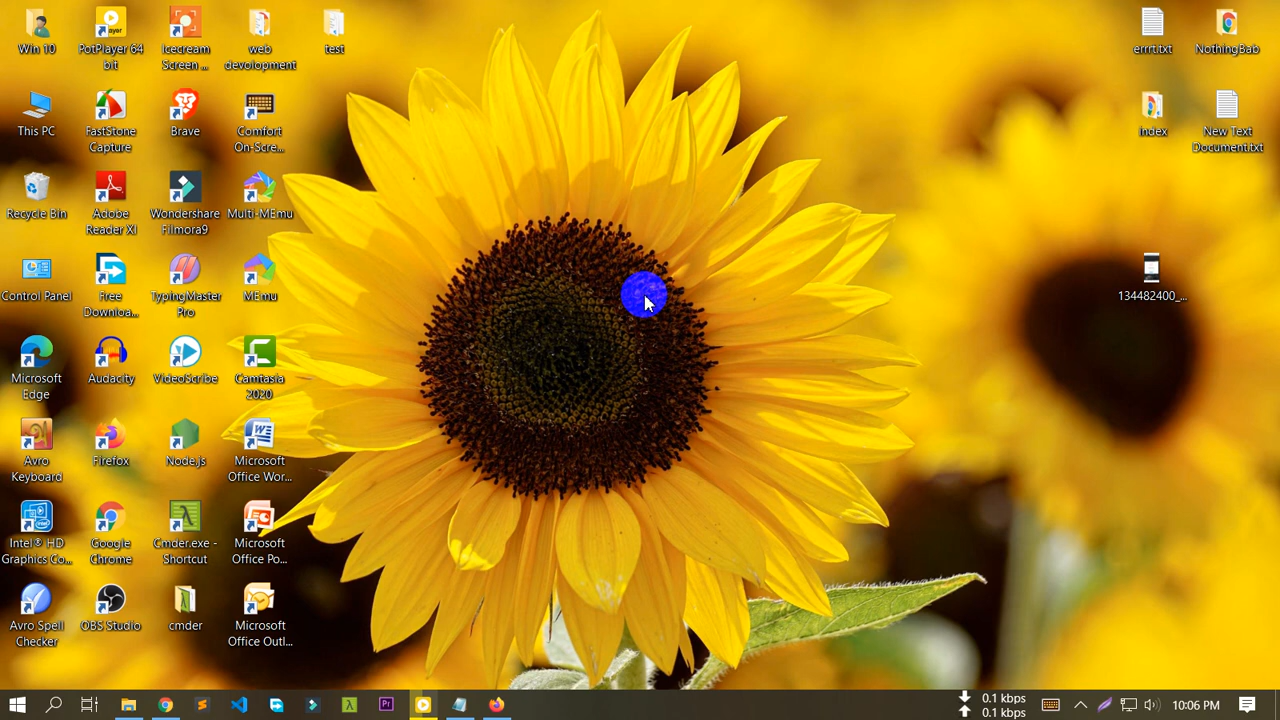 Win 10
PotPlayer 64
bit
Icecream
Screen ...
web
devolopment
test
This PC
FastStone
Capture
Brave
Comfort
On-Scre...
Recycle Bin
Adobe
Reader XI
Wondershare
Filmora9
Multi-MEmu
Control Panel
Free
Downloa...
TypingMaster
Pro
MEmu
Microsoft
Edge
Audacity
VideoScribe
Camtasia
2020
Avro
Keyboard
Firefox
Node.js
Microsoft
Office Wor...
Intel® HD
Graphics Co...
Google
Chrome
Cmder.exe -
Shortcut
Microsoft
Office Po...
Avro Spell
Checker
OBS Studio
cmder
Microsoft
Office Outl...
errrt.txt
NothingBab
index
New Text
Document.txt
134482400_...
0.1 kbps
0.1 kbps
10:06 PM